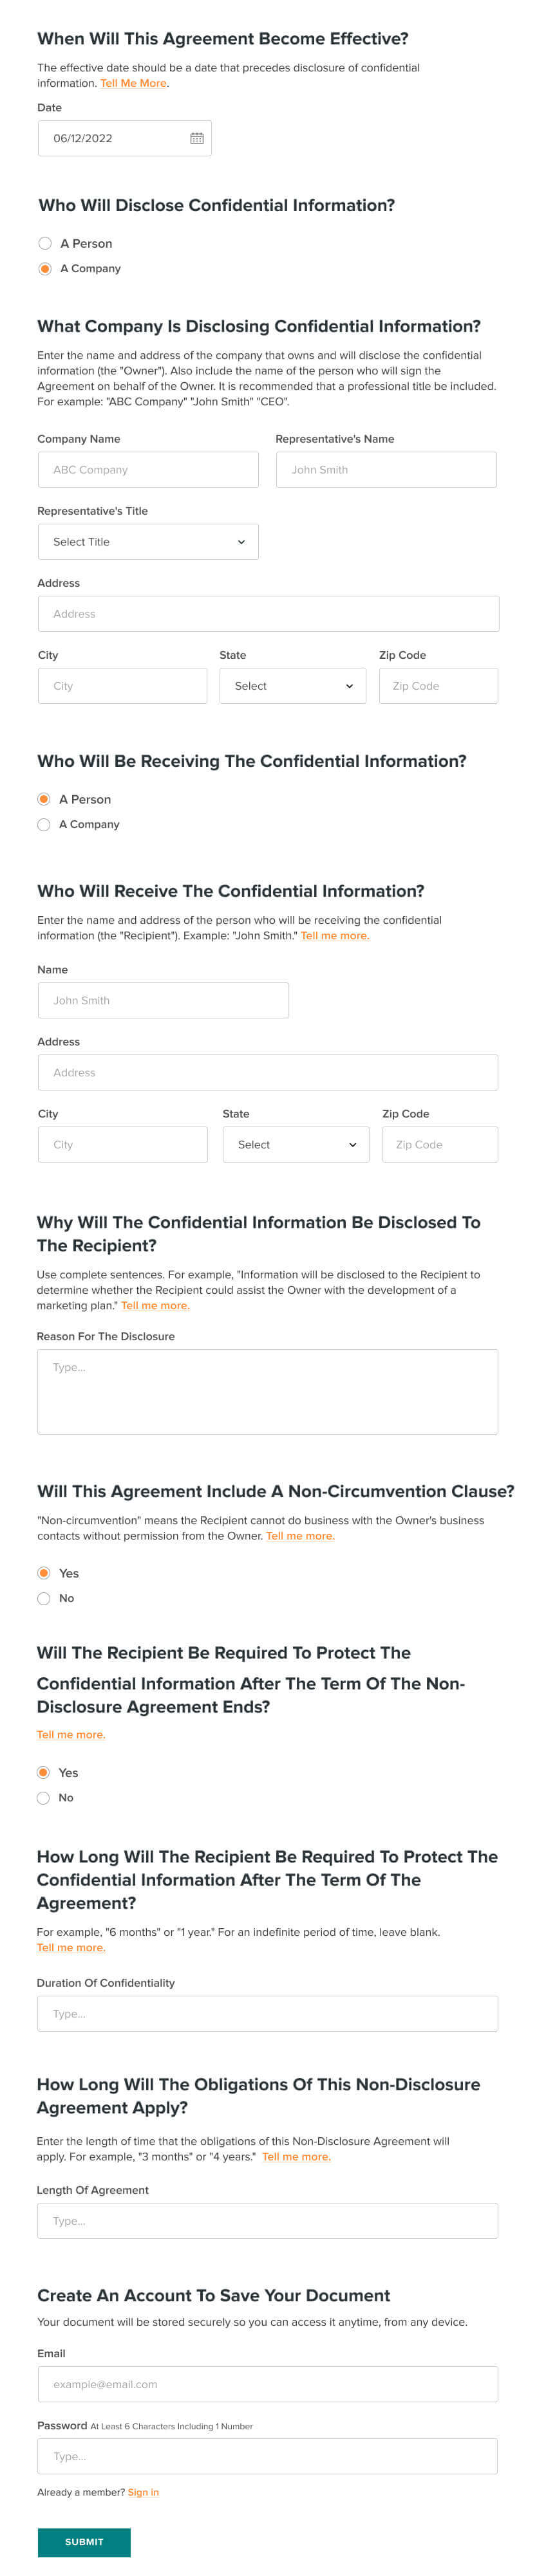 When Will This Agreement Become Effective?
The effective date should be a date that precedes disclosure of confidential
information. Tell Me More.
Date
06/12/2022
Who Will Disclose Confidential Information?
A Person
A Company
What Company Is Disclosing Confidential Information?
Enter the name and address of the company that owns and will disclose the confidential
information (the "Owner"). Also include the name of the person who will sign the
Agreement on behalf of the Owner. It is recommended that a professional title be included.
For example: "ABC Company" "John Smith" "CEO".
Company Name Representative's Name
ABC Company John Smith
Representative's Title
Select Title
Address
Address
City State Zip Code
City Select Zip Code
Who Will Be Receiving The Confidential Information?
A Person
A Company
Who Will Receive The Confidential Information?
Enter the name and address of the person who will be receiving the confidential
information (the "Recipient"). Example: "John Smith." Tell me more.
Name
John Smith
Address
Address
City State Zip Code
City Select Zip Code
Why Will The Confidential Information Be Disclosed To
The Recipient?
Use complete sentences. For example, "Information will be disclosed to the Recipient to
determine whether the Recipient could assist the Owner with the development of a
marketing plan." Tell me more.
Reason For The Disclosure
Type...
Will This Agreement Include A Non-Circumvention Clause?
"Non-circumvention" means the Recipient cannot do business with the Owner's business
contacts without permission from the Owner. Tell me more.
Yes
No
Will The Recipient Be Required To Protect The
Confidential Information After The Term Of The Non-
Disclosure Agreement Ends?
Tell me more.
Yes
No
How Long Will The Recipient Be Required To Protect The
Confidential Information After The Term Of The
Agreement?
For example, "6 months" or "1 year." For an indefinite period of time, leave blank.
Tell me more.
Duration Of Confidentiality
Type...
How Long Will The Obligations Of This Non-Disclosure
Agreement Apply?
Enter the length of time that the obligations of this Non-Disclosure Agreement will
apply. For example, "3 months" or "4 years." Tell me more.
Length Of Agreement
Type...
Create An Account To Save Your Document
Your document will be stored securely so you can access it anytime, from any device.
Email
example@email.com
Password At Least 6 Characters Including 1 Number
Type...
Already a member? Sign in
SUBMIT